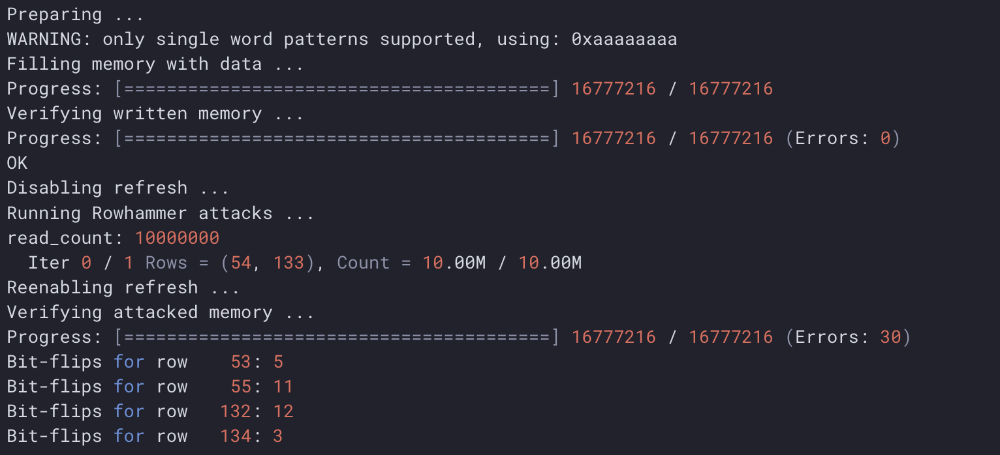 Preparing ...
WARNING: only single word patterns supported, using: 0xaaaaaaaa
Filling memory with data ...
Progress: [========================================] 16777216 / 16777216
Verifying written memory ...
Progress: [========================================] 16777216 / 16777216 (Errors: 0)
OK
Disabling refresh ...
Running Rowhammer attacks ...
read_count: 10000000
  Iter 0 / 1 Rows = (54, 133), Count = 10.00M / 10.00M
Reenabling refresh ...
Verifying attacked memory ...
Progress: [========================================] 16777216 / 16777216 (Errors: 30)
Bit-flips for row    53: 5
Bit-flips for row    55: 11
Bit-flips for row   132: 12
Bit-flips for row   134: 3